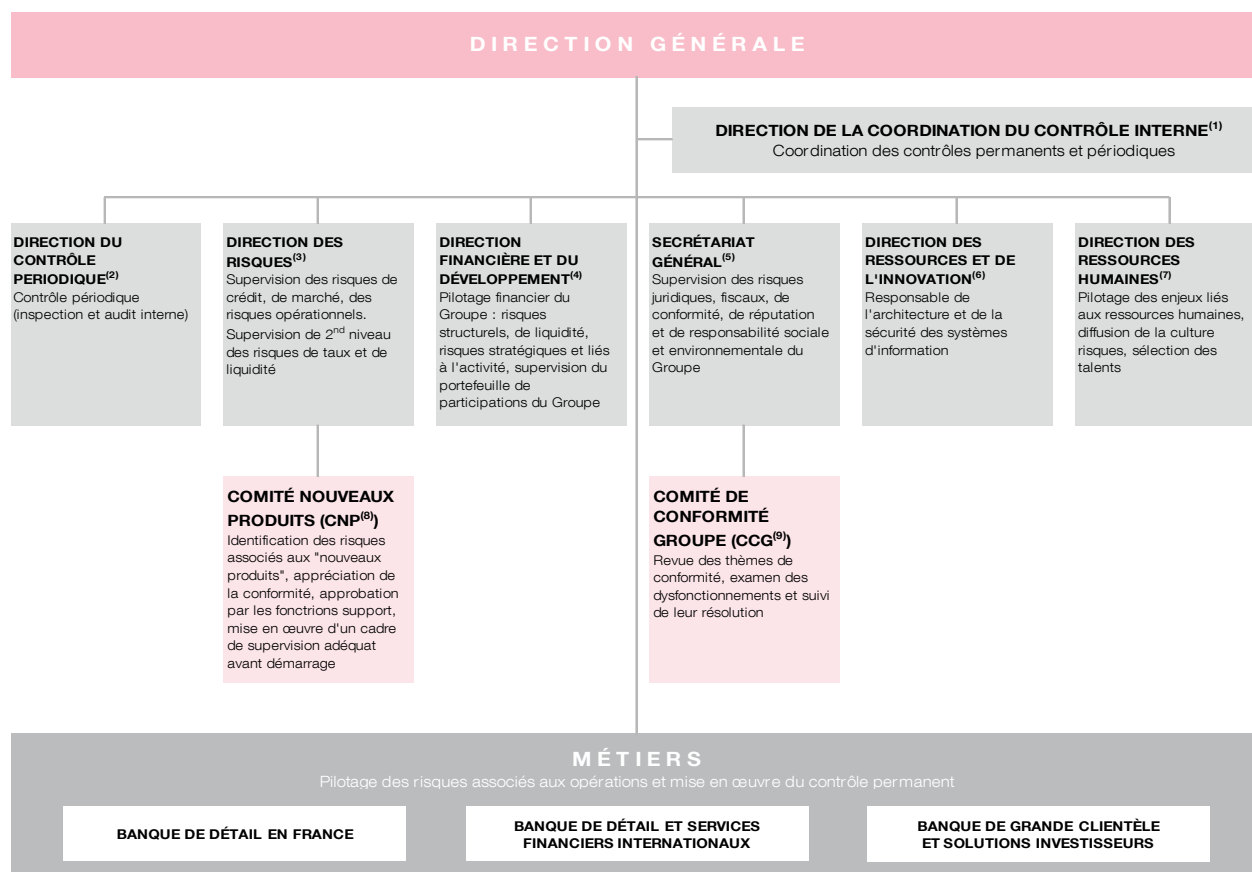 DIRECTION GÉNÉRALE
DIRECTION DE LA COORDINATION DU CONTRÔLE INTERNE(1)
Coordination des contrôles permanents et périodiques
DIRECTION DU
CONTRÔLE
PERIODIQUE(2)
Contrôle périodique
(inspection et audit interne)
DIRECTION DES
RISQUES(3)
Supervision des risques de
crédit, de marché, des
risques opérationnels.
Supervision de 2nd niveau
des risques de taux et de
liquidité
DIRECTION
FINANCIÈRE ET DU
DÉVELOPPEMENT(4)
Pilotage financier du
Groupe : risques
structurels, de liquidité,
risques stratégiques et liés
à l'activité, supervision du
portefeuille de
participations du Groupe
SECRÉTARIAT
GÉNÉRAL(5)
Supervision des risques
juridiques, fiscaux, de
conformité, de réputation
et de responsabilité sociale
et environnementale du
Groupe
DIRECTION DES
RESSOURCES ET DE
L'INNOVATION(6)
Responsable de
l'architecture et de la
sécurité des systèmes
d'information
DIRECTION DES
RESSOURCES
HUMAINES(7)
Pilotage des enjeux liés
aux ressources humaines,
diffusion de la culture
risques, sélection des
talents
COMITÉ NOUVEAUX
PRODUITS (CNP(8))
Identification des risques
associés aux "nouveaux
produits", appréciation de
la conformité, approbation
par les fonctrions support,
mise en œuvre d'un cadre
de supervision adéquat
avant démarrage
COMITÉ DE
CONFORMITÉ
GROUPE (CCG(9))
Revue des thèmes de
conformité, examen des
dysfonctionnements et suivi
de leur résolution
MÉTIERS
Pilotage des risques associés aux opérations et mise en œuvre du contrôle permanent
BANQUE DE DÉTAIL EN FRANCE
BANQUE DE DÉTAIL ET SERVICES
FINANCIERS INTERNATIONAUX
BANQUE DE GRANDE CLIENTÈLE
ET SOLUTIONS INVESTISSEURS